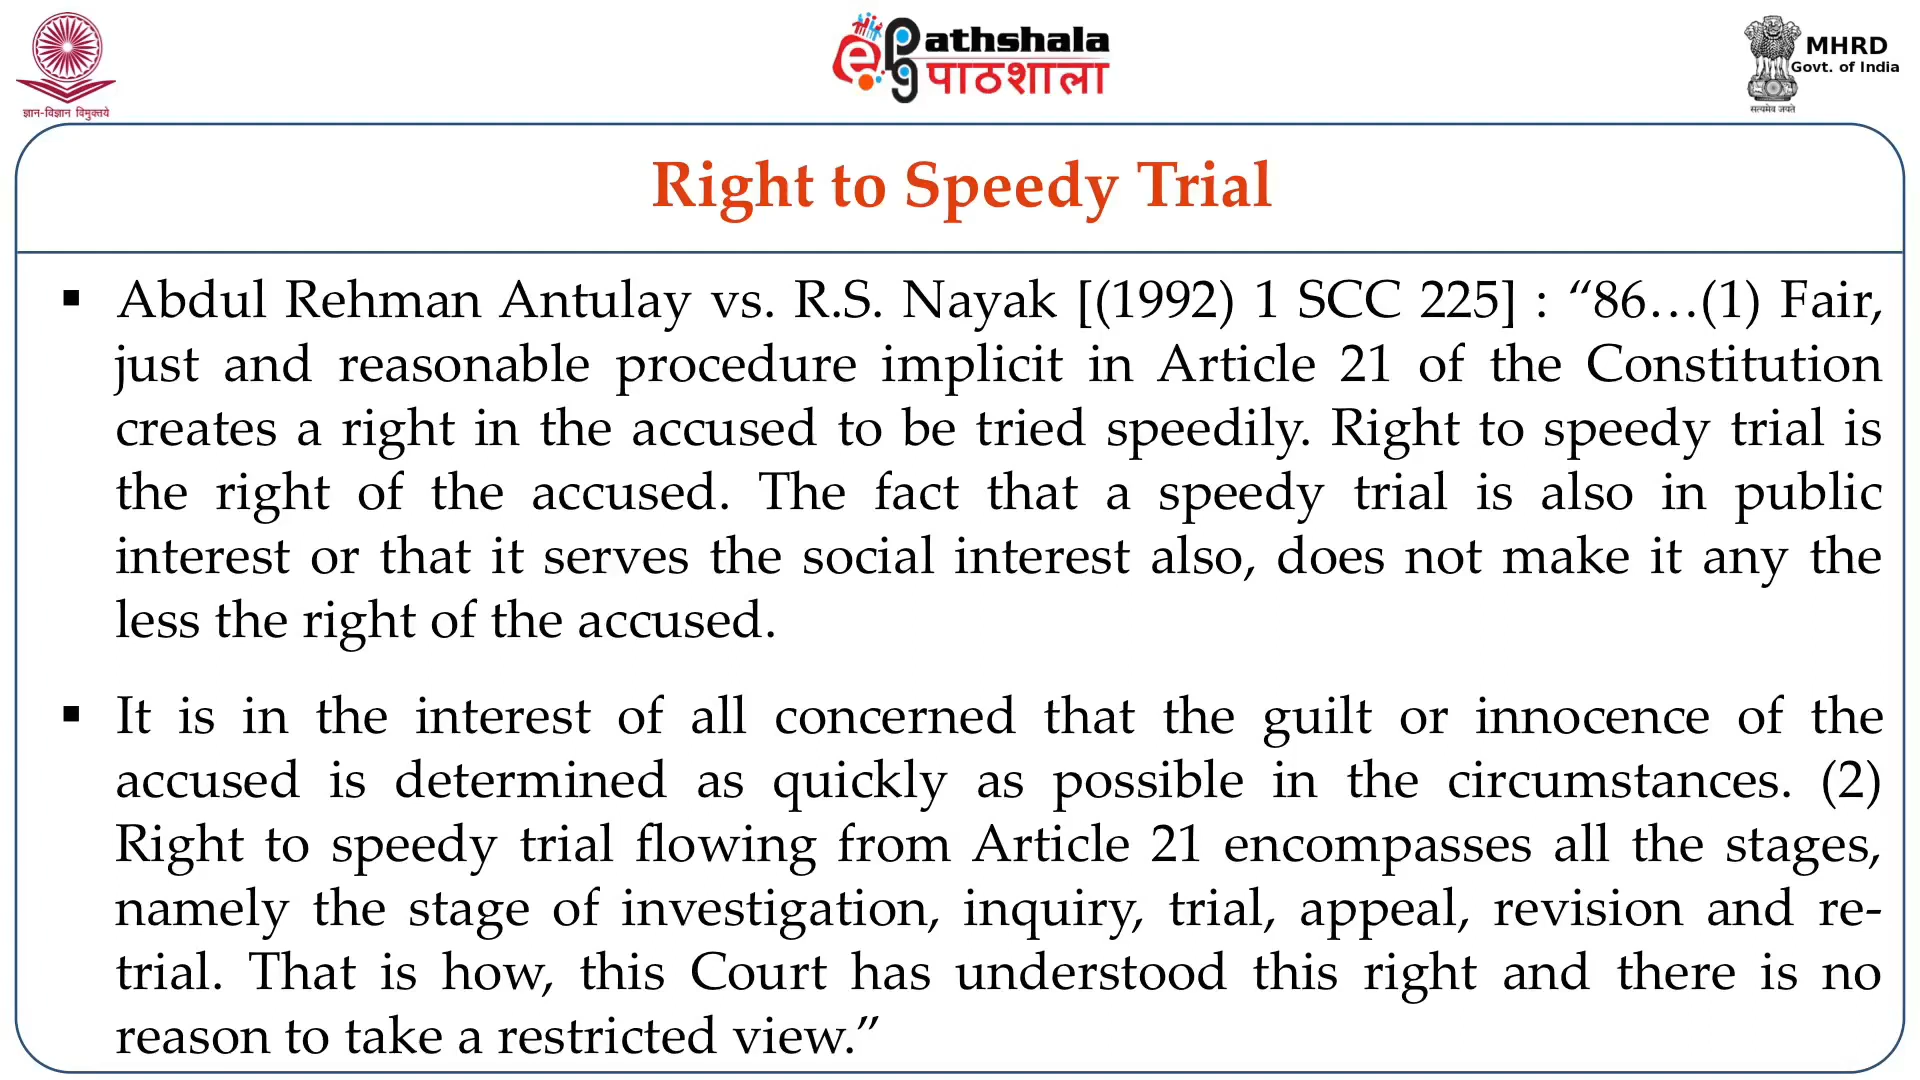 ज्ञान-विज्ञान विमुक्तये
ePathshala
पाठशाला
MHRD
Govt. of India
सत्यमेव जयते
Right to Speedy Trial
▪ Abdul Rehman Antulay vs. R.S. Nayak [(1992) 1 SCC 225] : “86…(1) Fair,
just and reasonable procedure implicit in Article 21 of the Constitution
creates a right in the accused to be tried speedily. Right to speedy trial is
the right of the accused. The fact that a speedy trial is also in public
interest or that it serves the social interest also, does not make it any the
less the right of the accused.
▪ It is in the interest of all concerned that the guilt or innocence of the
accused is determined as quickly as possible in the circumstances. (2)
Right to speedy trial flowing from Article 21 encompasses all the stages,
namely the stage of investigation, inquiry, trial, appeal, revision and re-
trial. That is how, this Court has understood this right and there is no
reason to take a restricted view.”